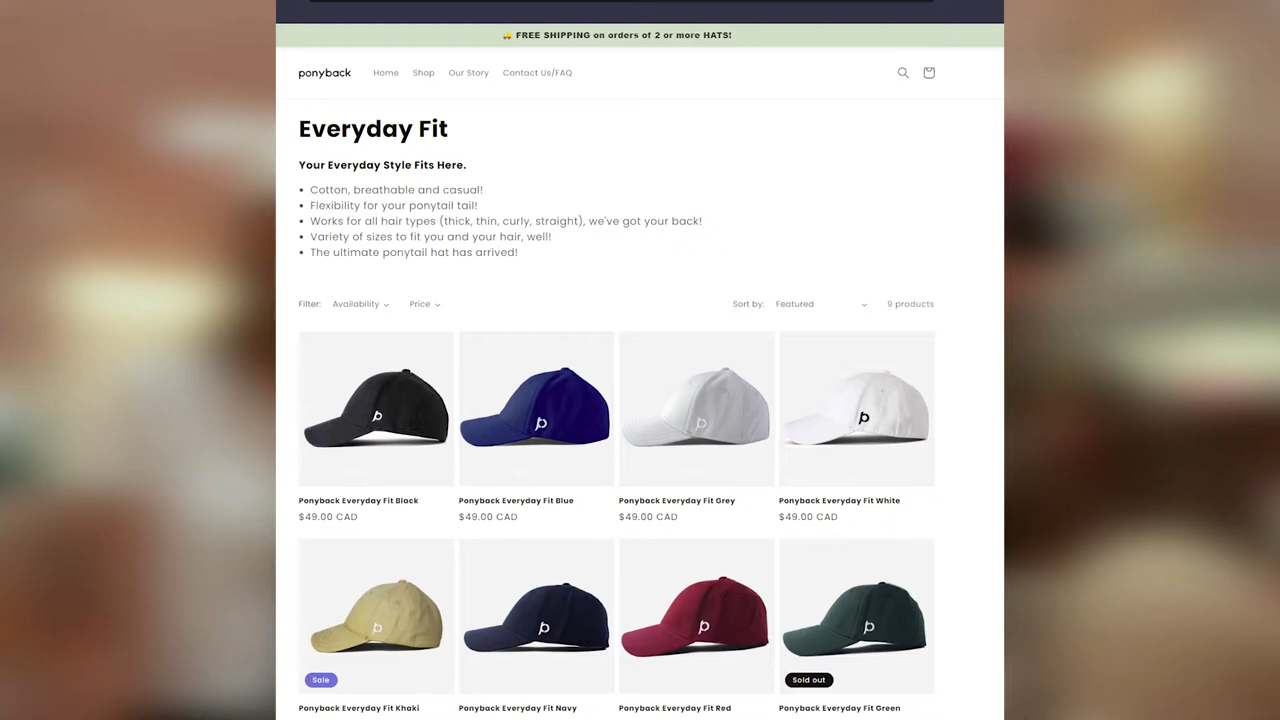 🚚 FREE SHIPPING on orders of 2 or more HATS!
ponyback Home Shop Our Story Contact Us/FAQ
Everyday Fit
Your Everyday Style Fits Here.
• Cotton, breathable and casual!
• Flexibility for your ponytail tail!
• Works for all hair types (thick, thin, curly, straight), we've got your back!
• Variety of sizes to fit you and your hair, well!
• The ultimate ponytail hat has arrived!
Filter: Availability Price Sort by: Featured 9 products
p p p p
Ponyback Everyday Fit Black Ponyback Everyday Fit Blue Ponyback Everyday Fit Grey Ponyback Everyday Fit White
$49.00 CAD $49.00 CAD $49.00 CAD $49.00 CAD
p p p p
Sale Sold out
Ponyback Everyday Fit Khaki Ponyback Everyday Fit Navy Ponyback Everyday Fit Red Ponyback Everyday Fit Green